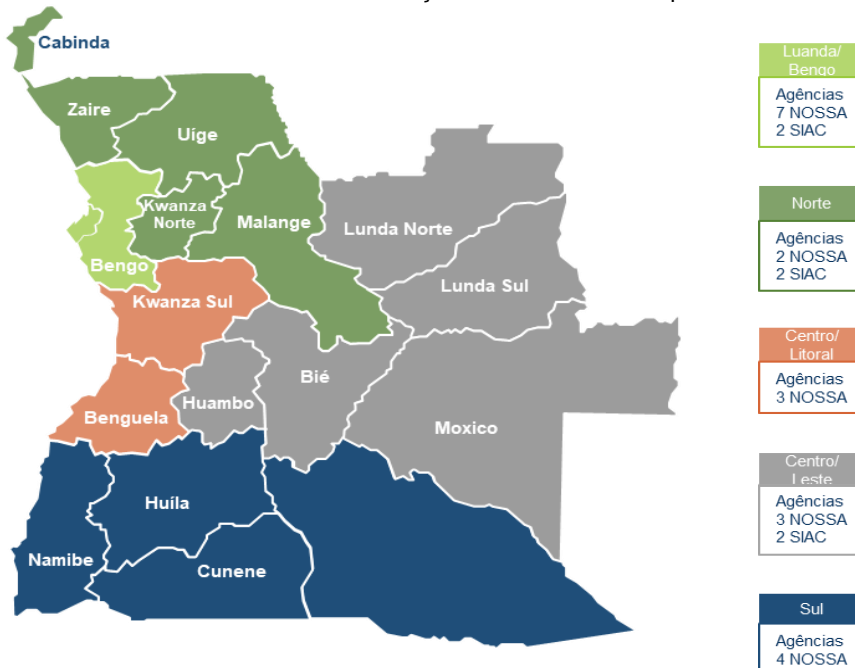 Cabinda
Zaire
Uíge
Kwanza
Norte
Malange
Bengo
Lunda Norte
Lunda Sul
Kwanza Sul
Bié
Huambo
Benguela
Moxico
Huíla
Namibe
Cunene
Luanda/
Bengo
Agências
7 NOSSA
2 SIAC
Norte
Agências
2 NOSSA
2 SIAC
Centro/
Litoral
Agências
3 NOSSA
Centro/
Leste
Agências
3 NOSSA
2 SIAC
Sul
Agências
4 NOSSA